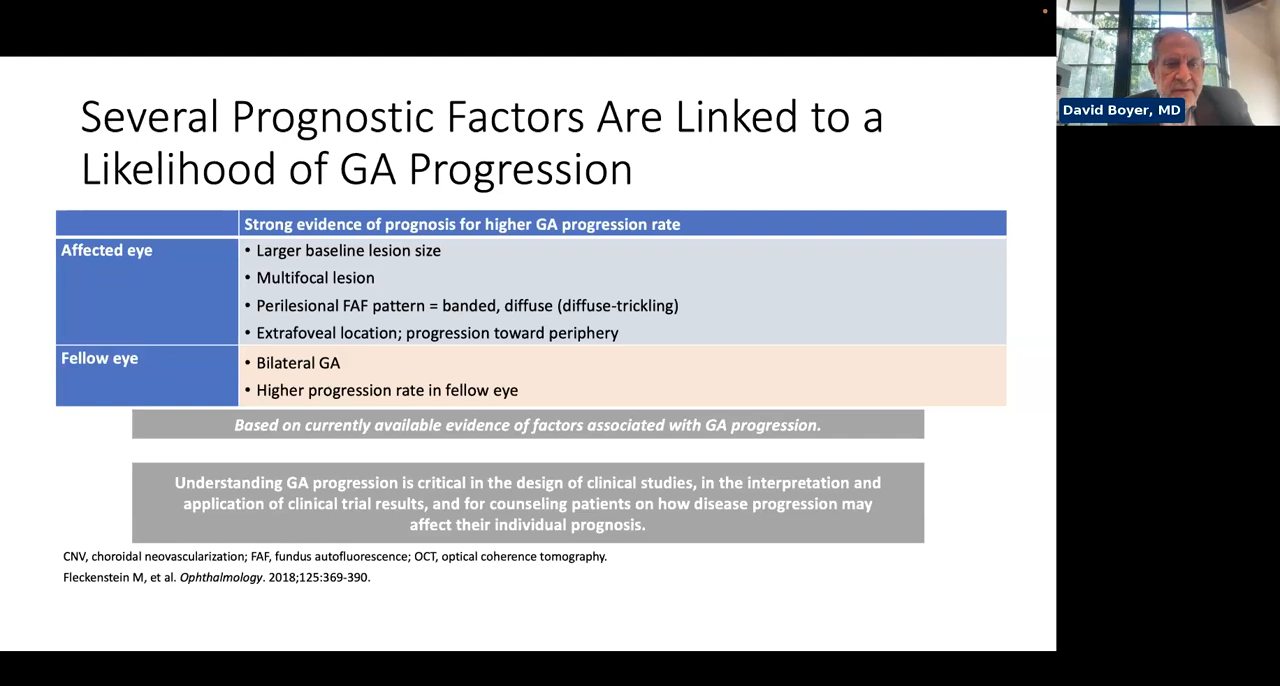 Several Prognostic Factors Are Linked to a
Likelihood of GA Progression
David Boyer, MD
Strong evidence of prognosis for higher GA progression rate
Affected eye
• Larger baseline lesion size
• Multifocal lesion
• Perilesional FAF pattern = banded, diffuse (diffuse-trickling)
• Extrafoveal location; progression toward periphery
Fellow eye
• Bilateral GA
• Higher progression rate in fellow eye
Based on currently available evidence of factors associated with GA progression.
Understanding GA progression is critical in the design of clinical studies, in the interpretation and
application of clinical trial results, and for counseling patients on how disease progression may
affect their individual prognosis.
CNV, choroidal neovascularization; FAF, fundus autofluorescence; OCT, optical coherence tomography.
Fleckenstein M, et al. Ophthalmology. 2018;125:369-390.